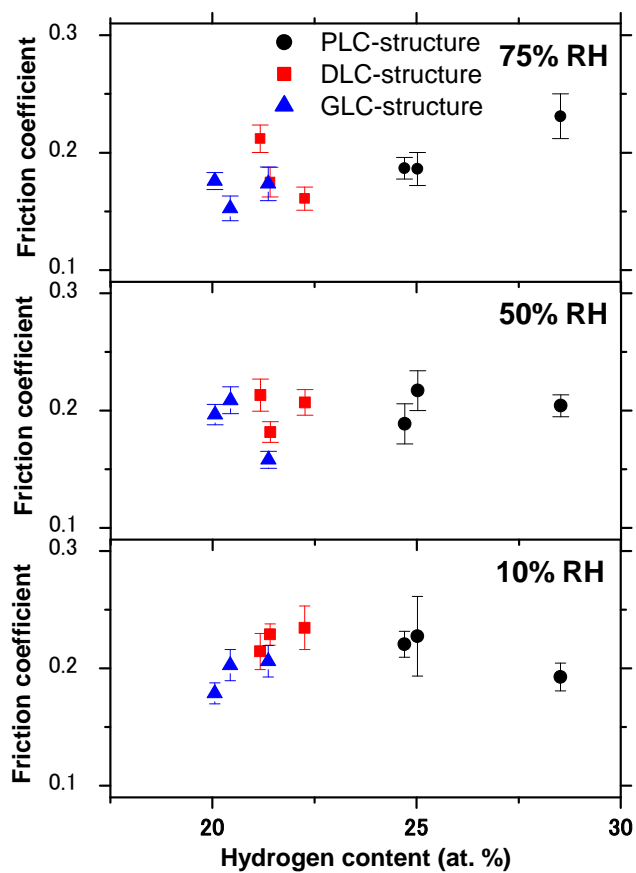 0.3
PLC-structure
75% RH
DLC-structure
GLC-structure
0.2
0.1
Friction coefficient
0.3
50% RH
0.2
0.1
Friction coefficient
0.3
10% RH
0.2
0.1
Friction coefficient
20 25 30
Hydrogen content (at. %)